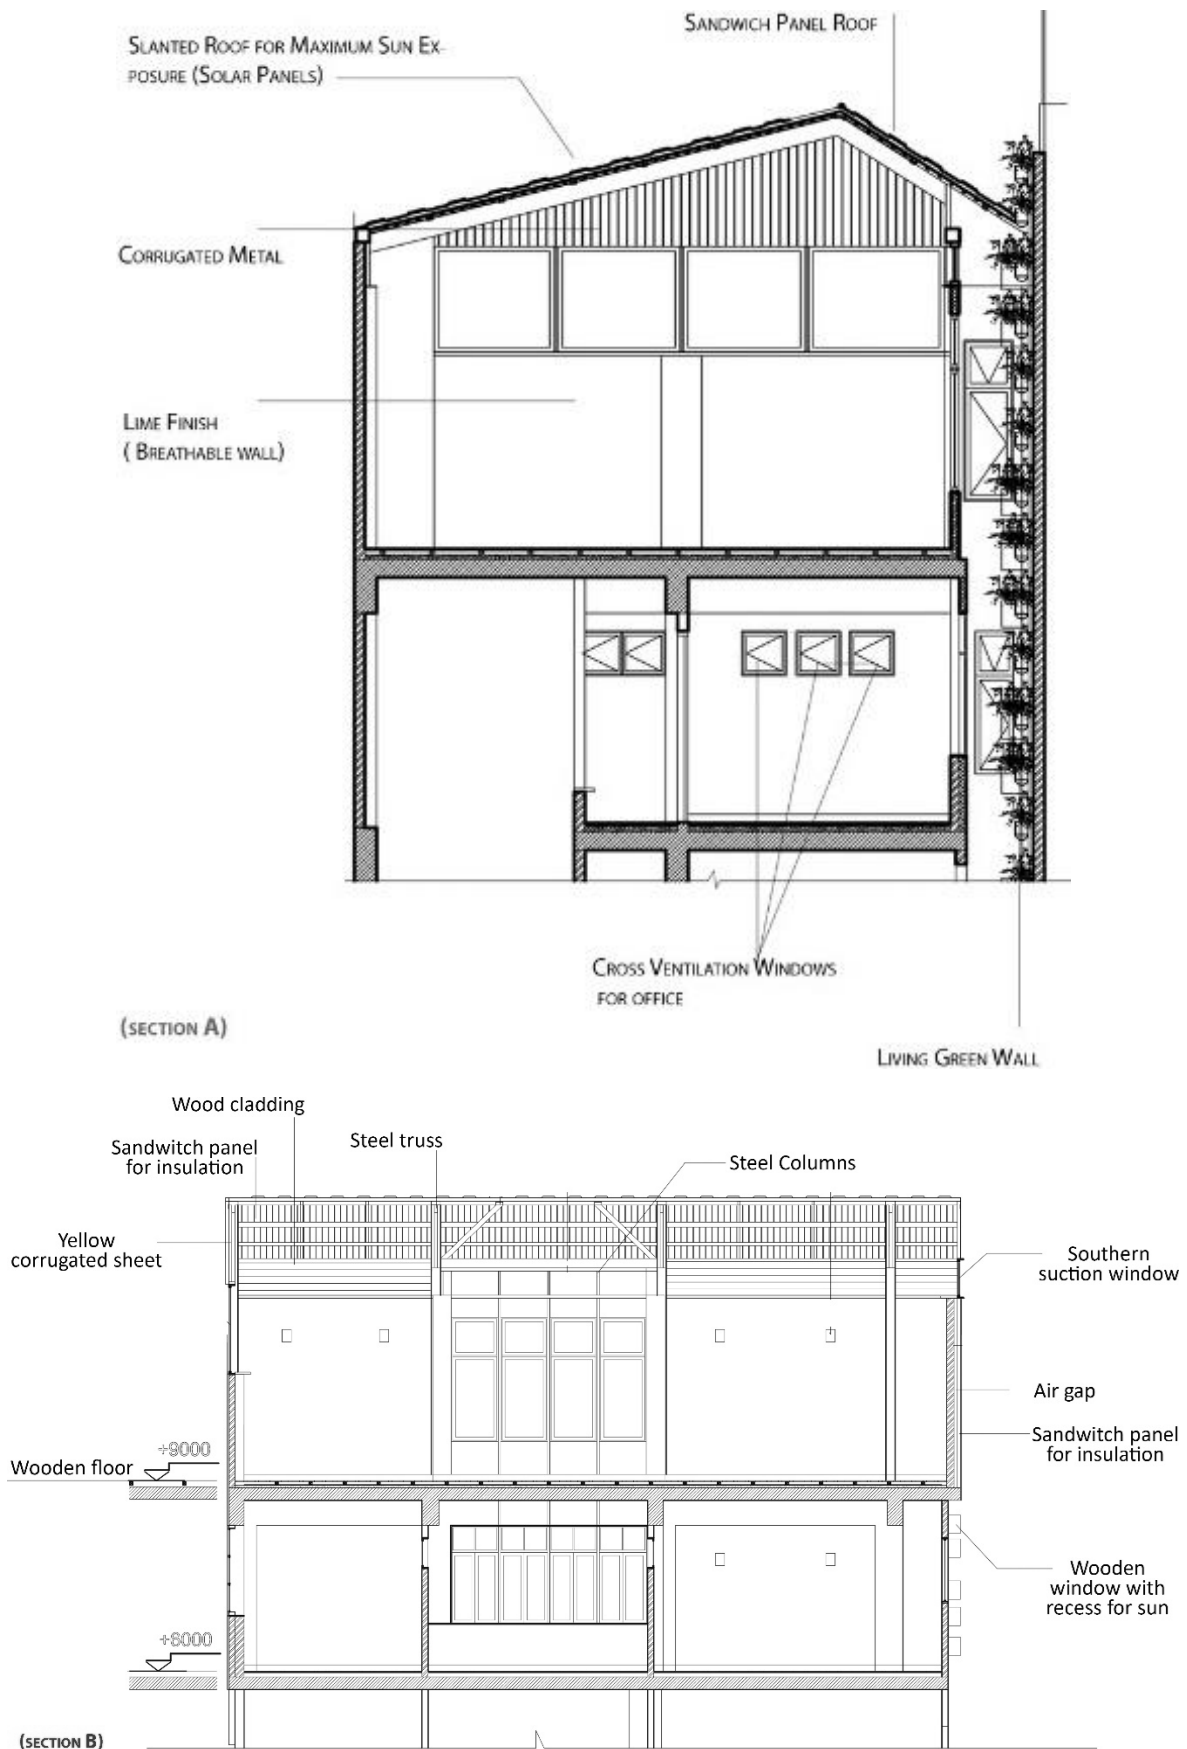 SANDWICH PANEL ROOF
SLANTED ROOF FOR MAXIMUM SUN EX-
POSURE (SOLAR PANELS)
CORRUGATED METAL
LIME FINISH
( BREATHABLE WALL)
CROSS VENTILATION WINDOWS
FOR OFFICE
(SECTION A)
LIVING GREEN WALL
Wood cladding
Sandwitch panel
for insulation
Steel truss
Steel Columns
Yellow
corrugated sheet
Southern
suction window
Air gap
Sandwitch panel
for insulation
+9000
Wooden floor
Wooden
window with
recess for sun
+8000
(SECTION B)